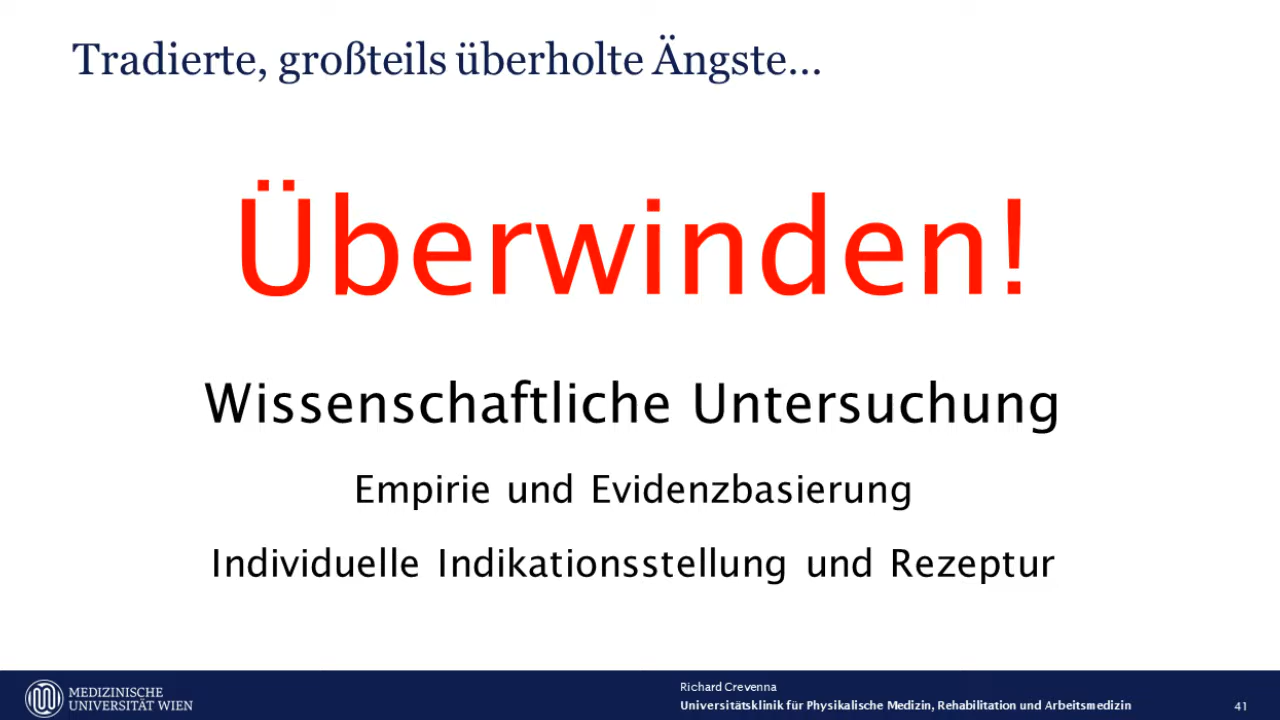 Tradierte, großteils überholte Ängste...
Überwinden!
Wissenschaftliche Untersuchung
Empirie und Evidenzbasierung
Individuelle Indikationsstellung und Rezeptur
MEDIZINISCHE
UNIVERSITÄT WIEN
Richard Crevenna
Universitätsklinik für Physikalische Medizin, Rehabilitation und Arbeitsmedizin
41